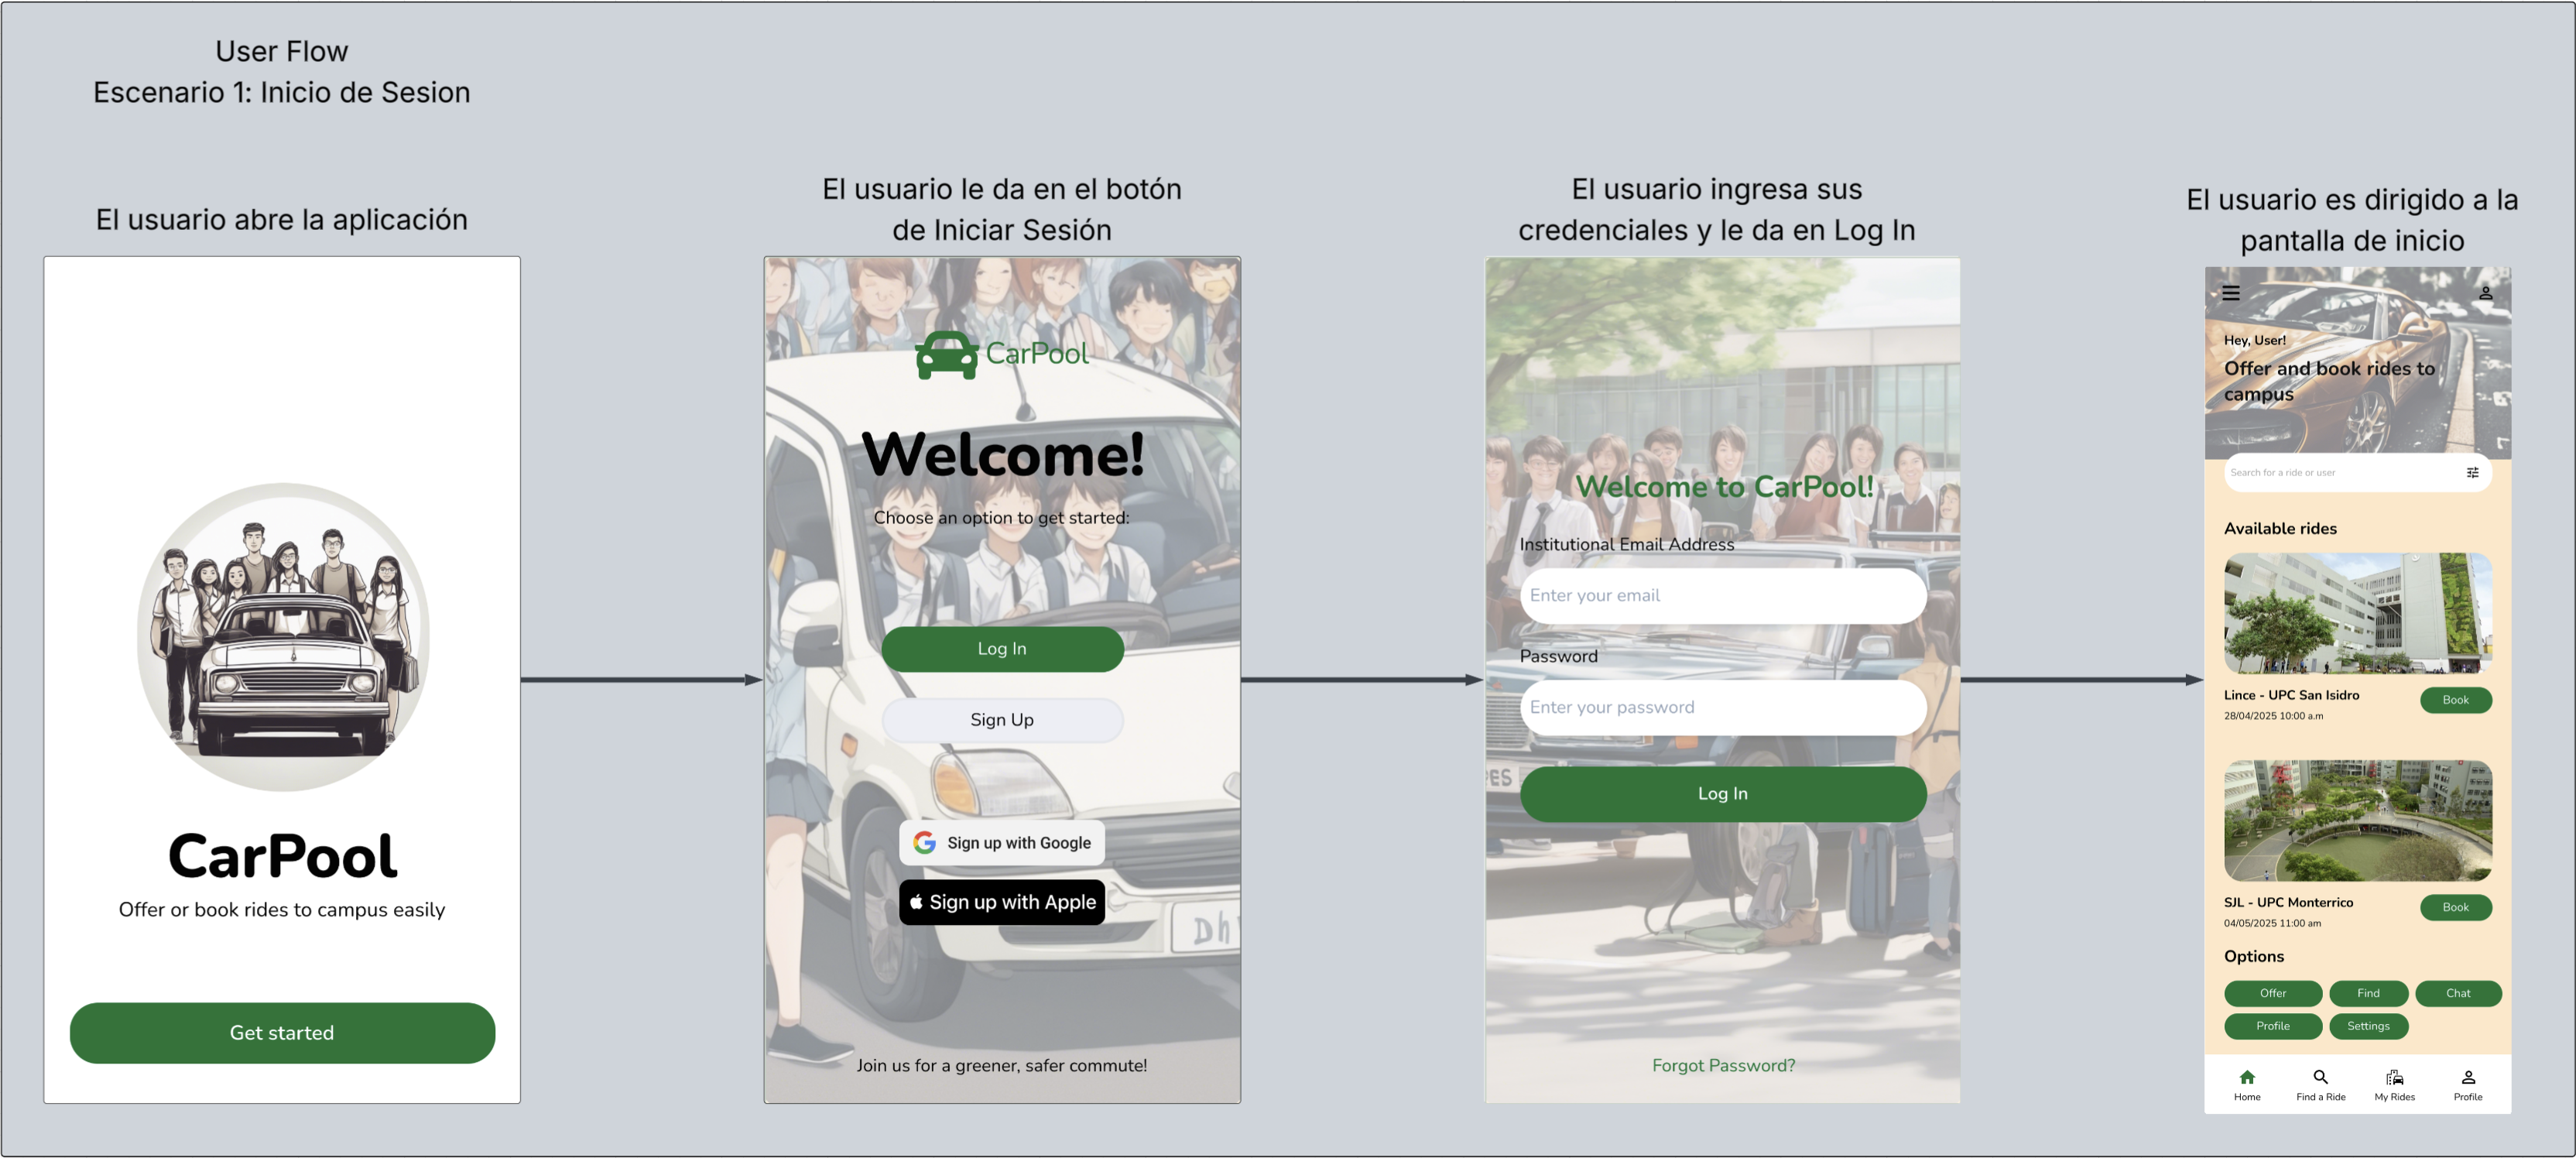 User Flow
Escenario 1: Inicio de Sesion
El usuario abre la aplicación
CarPool
Offer or book rides to campus easily
Get started
El usuario le da en el botón
de Iniciar Sesión
CarPool
Welcome!
Choose an option to get started:
Log In
Sign Up
Sign up with Google
Sign up with Apple
Dh
Join us for a greener, safer commute!
El usuario ingresa sus
credenciales y le da en Log In
Welcome to CarPool!
Institutional Email Address
Enter your email
Password
Enter your password
PES
Log In
Forgot Password?
El usuario es dirigido a la
pantalla de inicio
Hey, User!
Offer and book rides to
campus
Search for a ride or user
Available rides
Lince - UPC San Isidro
28/04/2025 10:00 a.m
Book
SJL - UPC Monterrico
04/05/2025 11:00 am
Book
Options
Offer Find Chat
Profile Settings
Home Find a Ride My Rides Profile